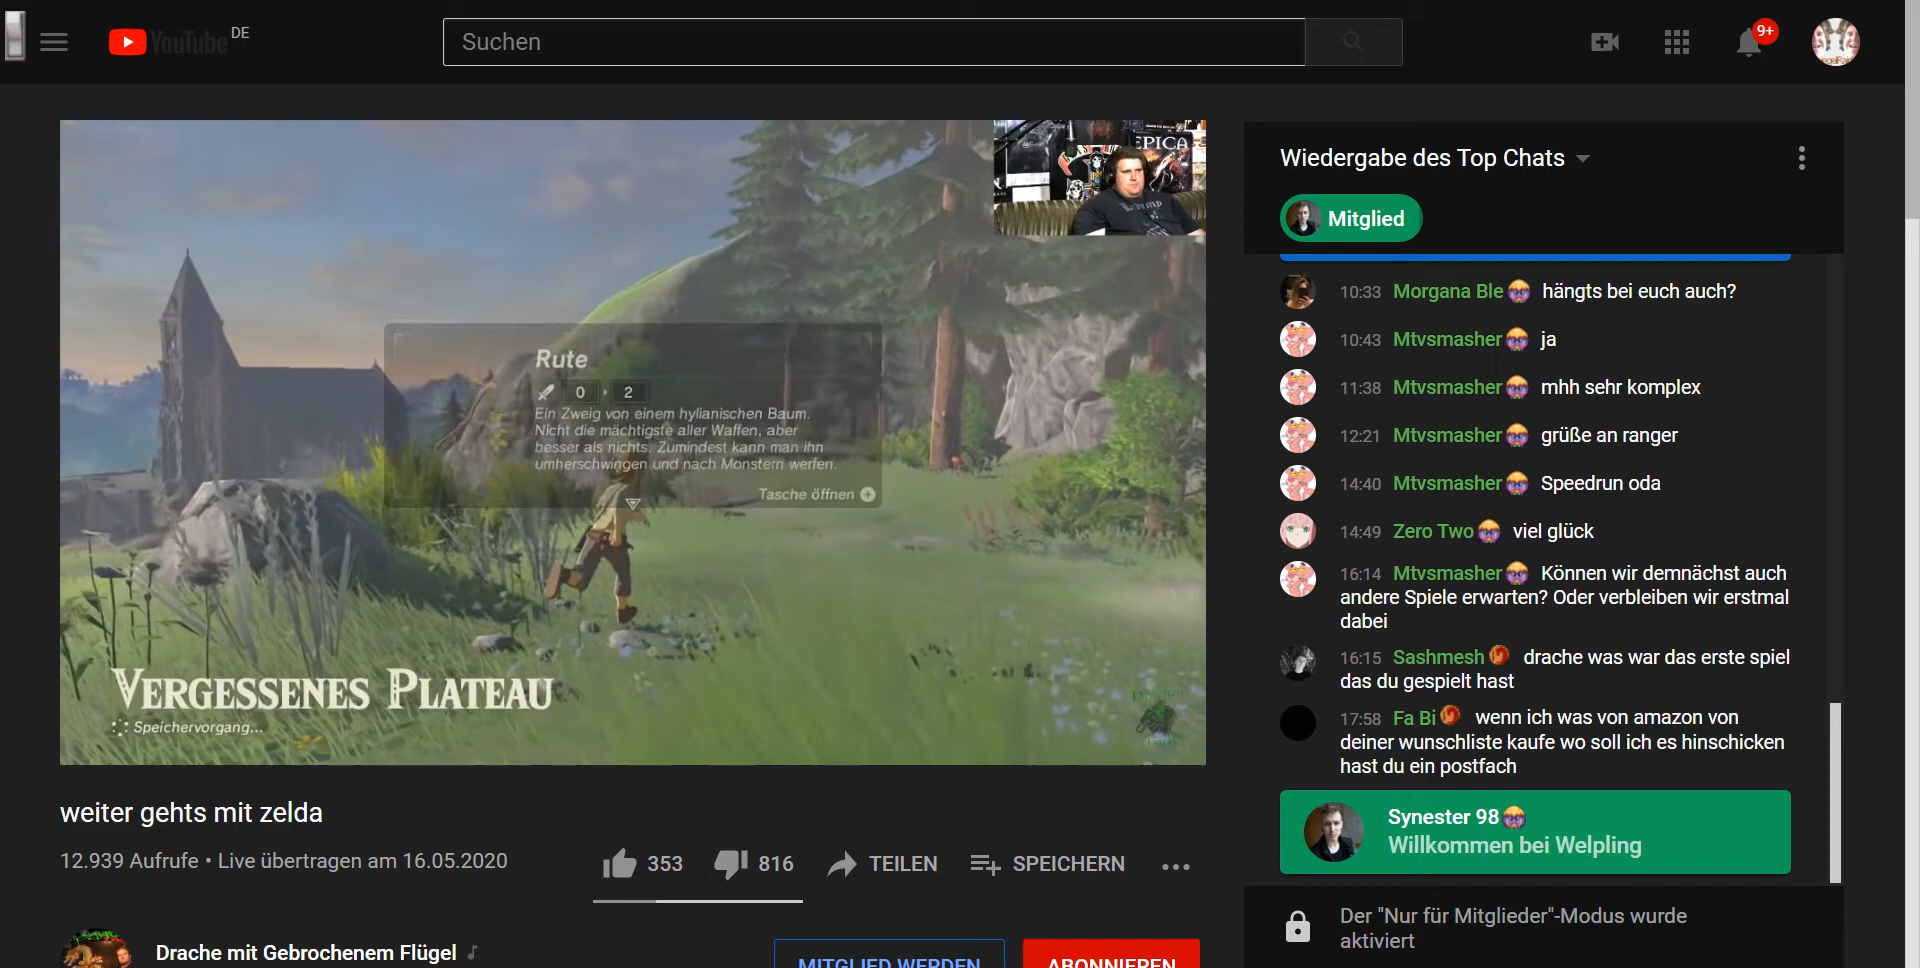 YouTube DE
Suchen
9+
EPICA
Rute
0 2
Ein Zweig von einem hylianischen Baum.
Nicht die mächtigste aller Waffen, aber
besser als nichts. Zumindest kann man ihn
umherschwingen und nach Monstern werfen.
Tasche öffnen
VERGESSENES PLATEAU
Speichervorgang...
weiter gehts mit zelda
12.939 Aufrufe • Live übertragen am 16.05.2020
353 816 TEILEN SPEICHERN
Drache mit Gebrochenem Flügel
MITGLIED WERDEN
ABONNIEREN
Wiedergabe des Top Chats
Mitglied
10:33 Morgana Ble hängts bei euch auch?
10:43 Mtvsmasher ja
11:38 Mtvsmasher mhh sehr komplex
12:21 Mtvsmasher grüße an ranger
14:40 Mtvsmasher Speedrun oda
14:49 Zero Two viel glück
16:14 Mtvsmasher Können wir demnächst auch
andere Spiele erwarten? Oder verbleiben wir erstmal
dabei
16:15 Sashmesh drache was war das erste spiel
das du gespielt hast
17:58 Fa Bi wenn ich was von amazon von
deiner wunschliste kaufe wo soll ich es hinschicken
hast du ein postfach
Synester 98
Willkommen bei Welpling
Der "Nur für Mitglieder"-Modus wurde
aktiviert